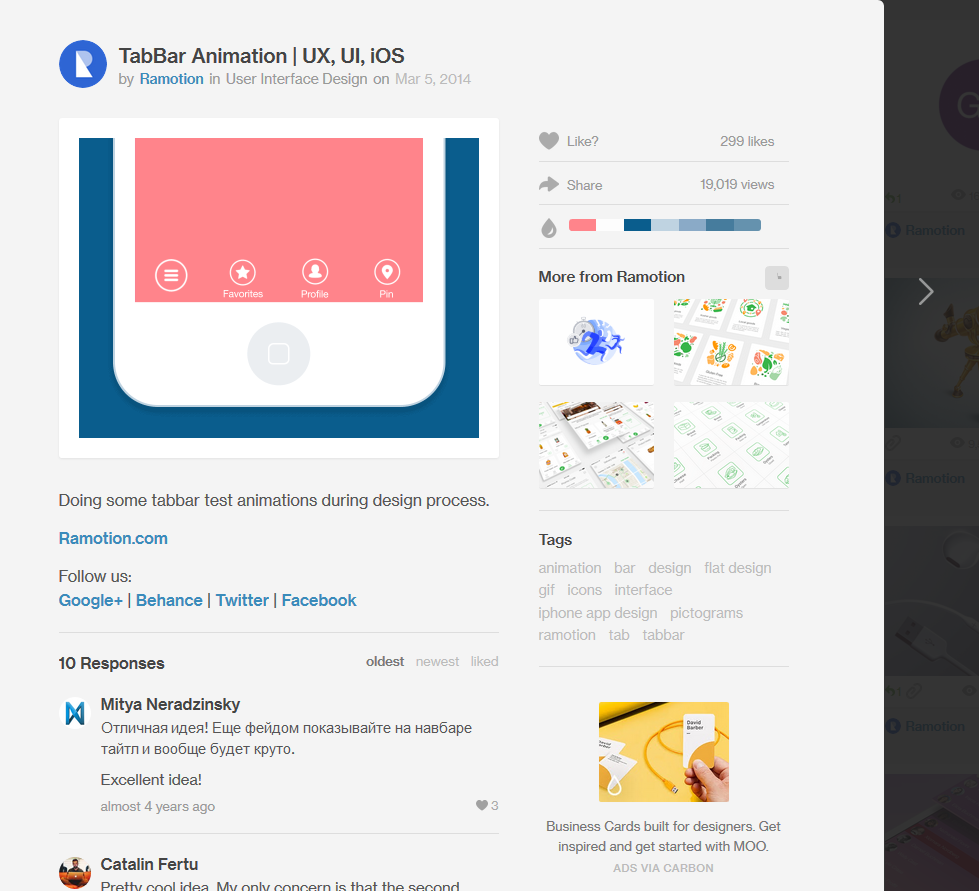 TabBar Animation | UX, UI, iOS
by Ramotion in User Interface Design on Mar 5, 2014
Favorites Profile Pin
Like? 299 likes
Share 19,019 views
More from Ramotion
Doing some tabbar test animations during design process.
Ramotion.com
Follow us:
Google+ | Behance | Twitter | Facebook
Tags
animation bar design flat design
gif icons interface
iphone app design pictograms
ramotion tab tabbar
10 Responses oldest newest liked
Mitya Neradzinsky
Отличная идея! Еще фейдом показывайте на навбаре
тайтл и вообще будет круто.
Excellent idea!
almost 4 years ago 3
Catalin Fertu
Pretty cool idea. My only concern is that the second
David
Barber
Business Cards built for designers. Get
inspired and get started with MOO.
ADS VIA CARBON
G
Ramotion
Ramotion
Ramotion